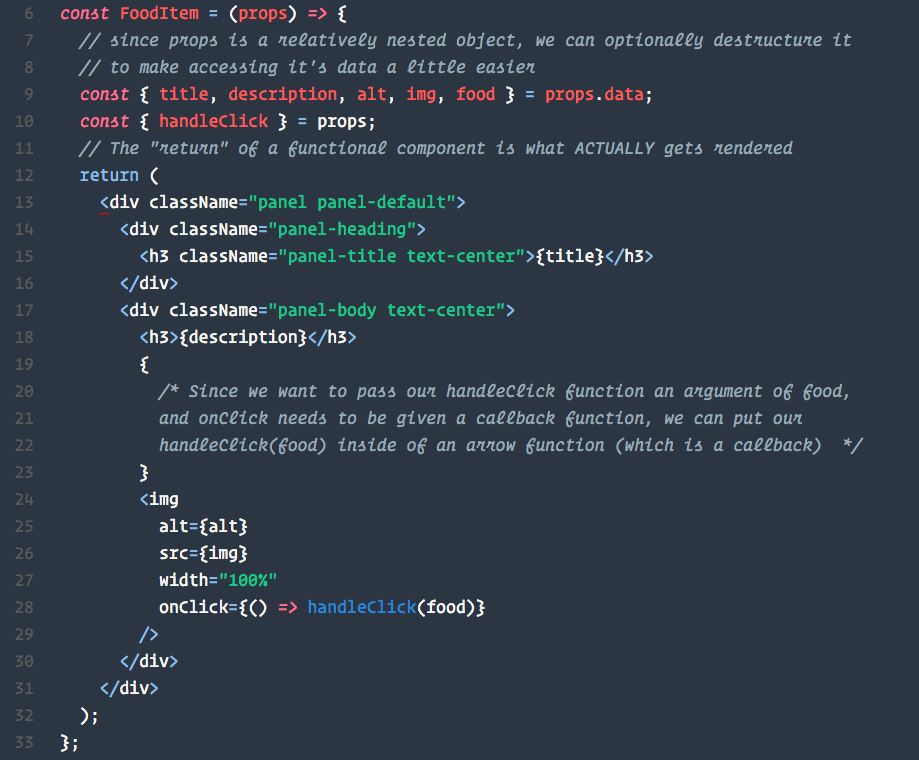 6 const FoodItem = (props) => {
7 // since props is a relatively nested object, we can optionally destructure it
8 // to make accessing it's data a little easier
9 const { title, description, alt, img, food } = props.data;
10 const { handleClick } = props;
11 // The "return" of a functional component is what ACTUALLY gets rendered
12 return (
13 <div className="panel panel-default">
14 <div className="panel-heading">
15 <h3 className="panel-title text-center">{title}</h3>
16 </div>
17 <div className="panel-body text-center">
18 <h3>{description}</h3>
19 {
20 /* Since we want to pass our handleClick function an argument of food,
21 and onClick needs to be given a callback function, we can put our
22 handleClick(food) inside of an arrow function (which is a callback)  */
23 }
24 <img
25 alt={alt}
26 src={img}
27 width="100%"
28 onClick={() => handleClick(food)}
29 />
30 </div>
31 </div>
32 );
33 };